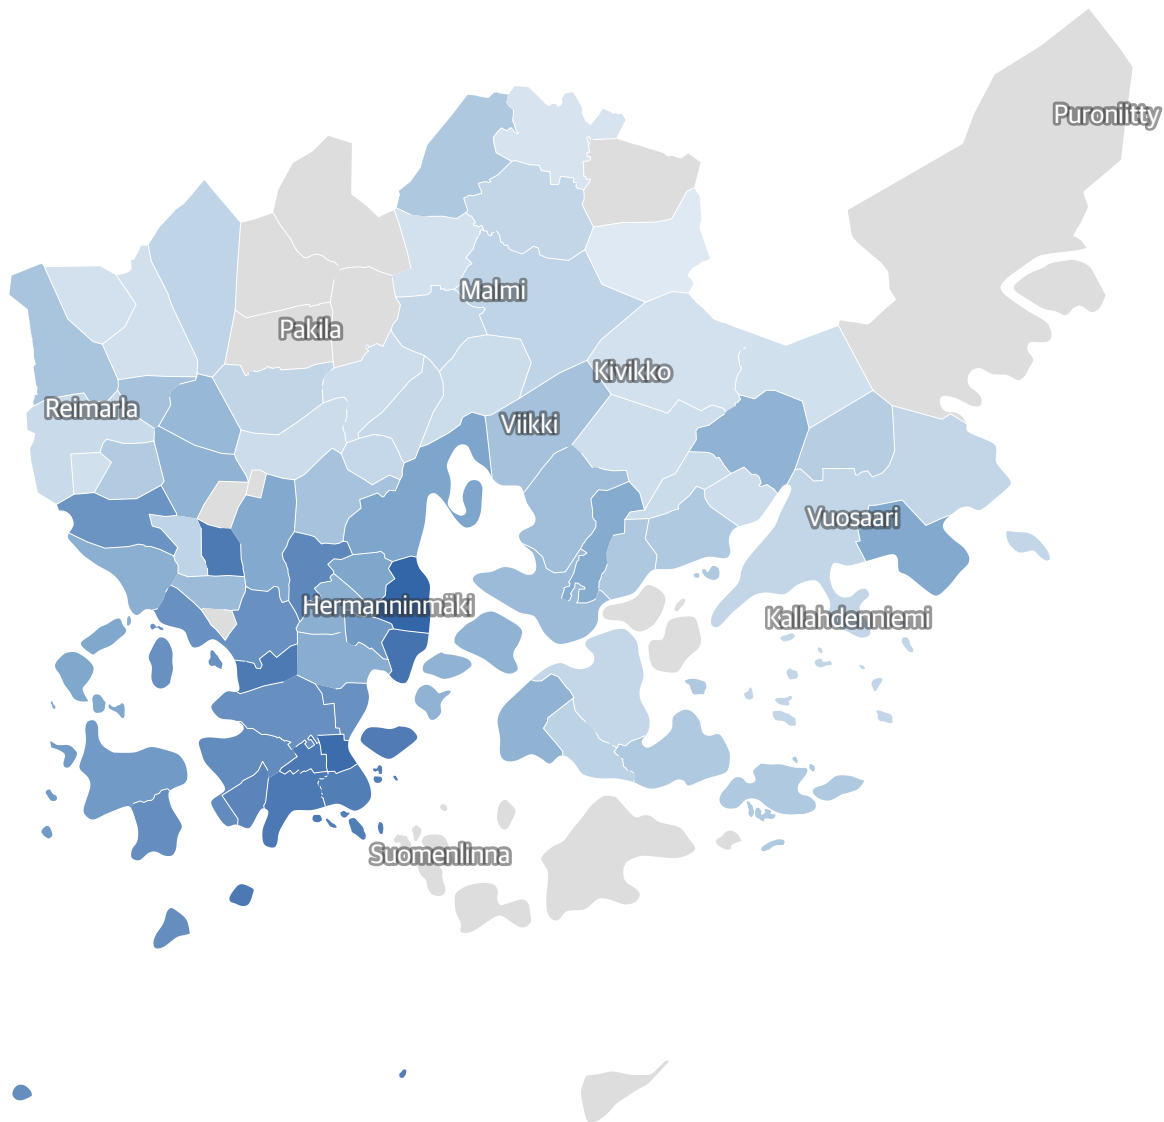 Puroniitty
Malmi
Pakila
Kivikko
Reimarla
Viikki
Vuosaari
Hermanninmäki
Kallahdenniemi
Suomenlinna